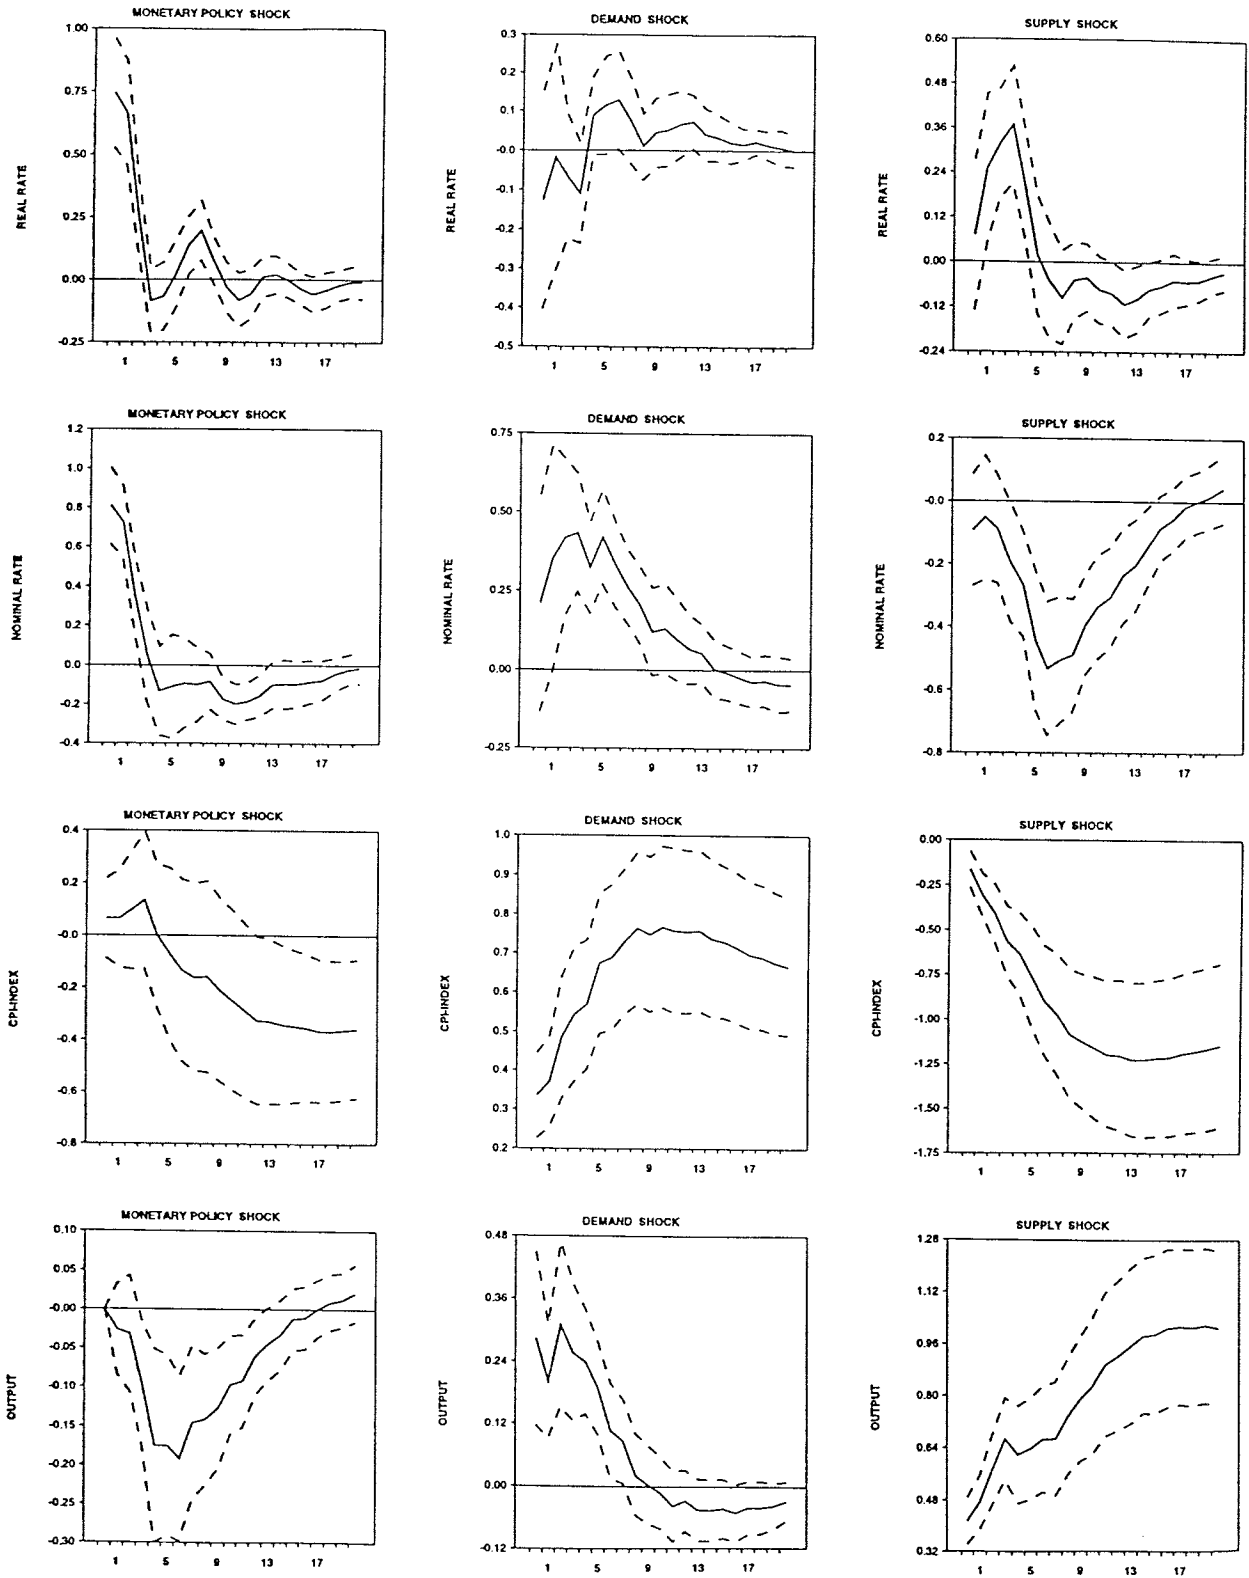 MONETARY POLICY SHOCK
1.00
0.75
0.50
0.25
0.00
-0.25
REAL RATE
1 5 9 13 17
DEMAND SHOCK
0.3
0.2
0.1
-0.0
-0.1
-0.2
-0.3
-0.4
-0.5
REAL RATE
1 5 9 13 17
SUPPLY SHOCK
0.60
0.48
0.36
0.24
0.12
0.00
-0.12
-0.24
REAL RATE
1 5 9 13 17
MONETARY POLICY SHOCK
1.2
1.0
0.8
0.6
0.4
0.2
0.0
-0.2
-0.4
NOMINAL RATE
1 5 9 13 17
DEMAND SHOCK
0.75
0.50
0.25
0.00
-0.25
NOMINAL RATE
1 5 9 13 17
SUPPLY SHOCK
0.2
-0.0
-0.2
-0.4
-0.6
-0.8
NOMINAL RATE
1 5 9 13 17
MONETARY POLICY SHOCK
0.4
0.2
-0.0
-0.2
-0.4
-0.6
-0.8
CPI-INDEX
1 5 9 13 17
DEMAND SHOCK
1.0
0.9
0.8
0.7
0.6
0.5
0.4
0.3
0.2
CPI-INDEX
1 5 9 13 17
SUPPLY SHOCK
0.00
-0.25
-0.50
-0.75
-1.00
-1.25
-1.50
-1.75
CPI-INDEX
1 5 9 13 17
MONETARY POLICY SHOCK
0.10
0.05
-0.00
-0.05
-0.10
-0.15
-0.20
-0.25
-0.30
OUTPUT
1 5 9 13 17
DEMAND SHOCK
0.48
0.36
0.24
0.12
0.00
-0.12
OUTPUT
1 5 9 13 17
SUPPLY SHOCK
1.28
1.12
0.96
0.80
0.64
0.48
0.32
OUTPUT
1 5 9 13 17